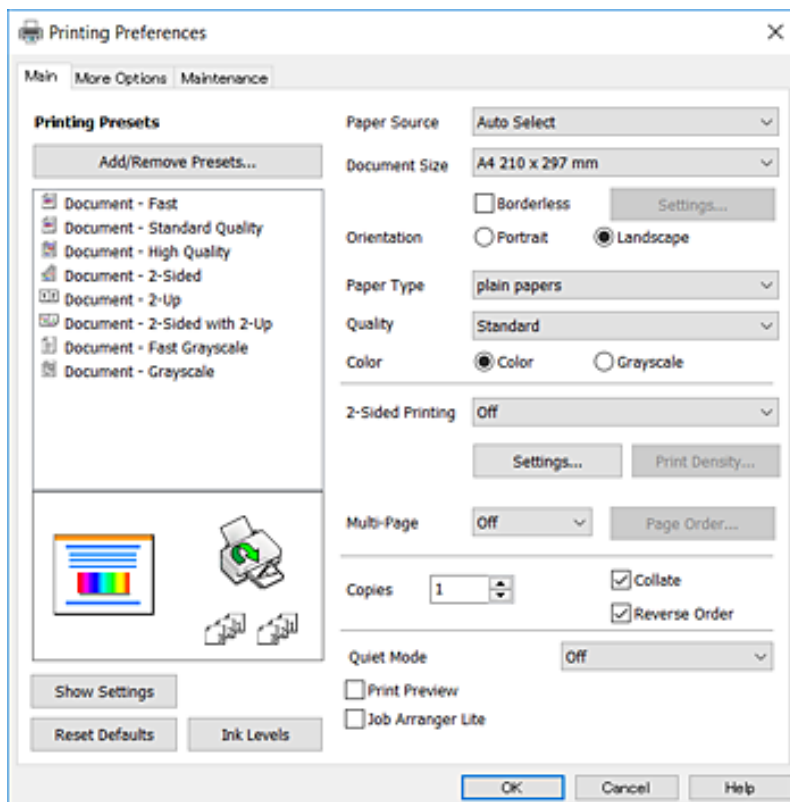 Printing Preferences
Main More Options Maintenance
Printing Presets
Add/Remove Presets...
Document - Fast
Document - Standard Quality
Document - High Quality
Document - 2-Sided
Document - 2-Up
Document - 2-Sided with 2-Up
Document - Fast Grayscale
Document - Grayscale
Show Settings
Reset Defaults Ink Levels
Paper Source Auto Select
Document Size A4 210 x 297 mm
Borderless Settings...
Orientation Portrait Landscape
Paper Type plain papers
Quality Standard
Color Color Grayscale
2-Sided Printing Off
Settings... Print Density...
Multi-Page Off Page Order...
Copies 1 Collate
Reverse Order
Quiet Mode Off
Print Preview
Job Arranger Lite
OK Cancel Help